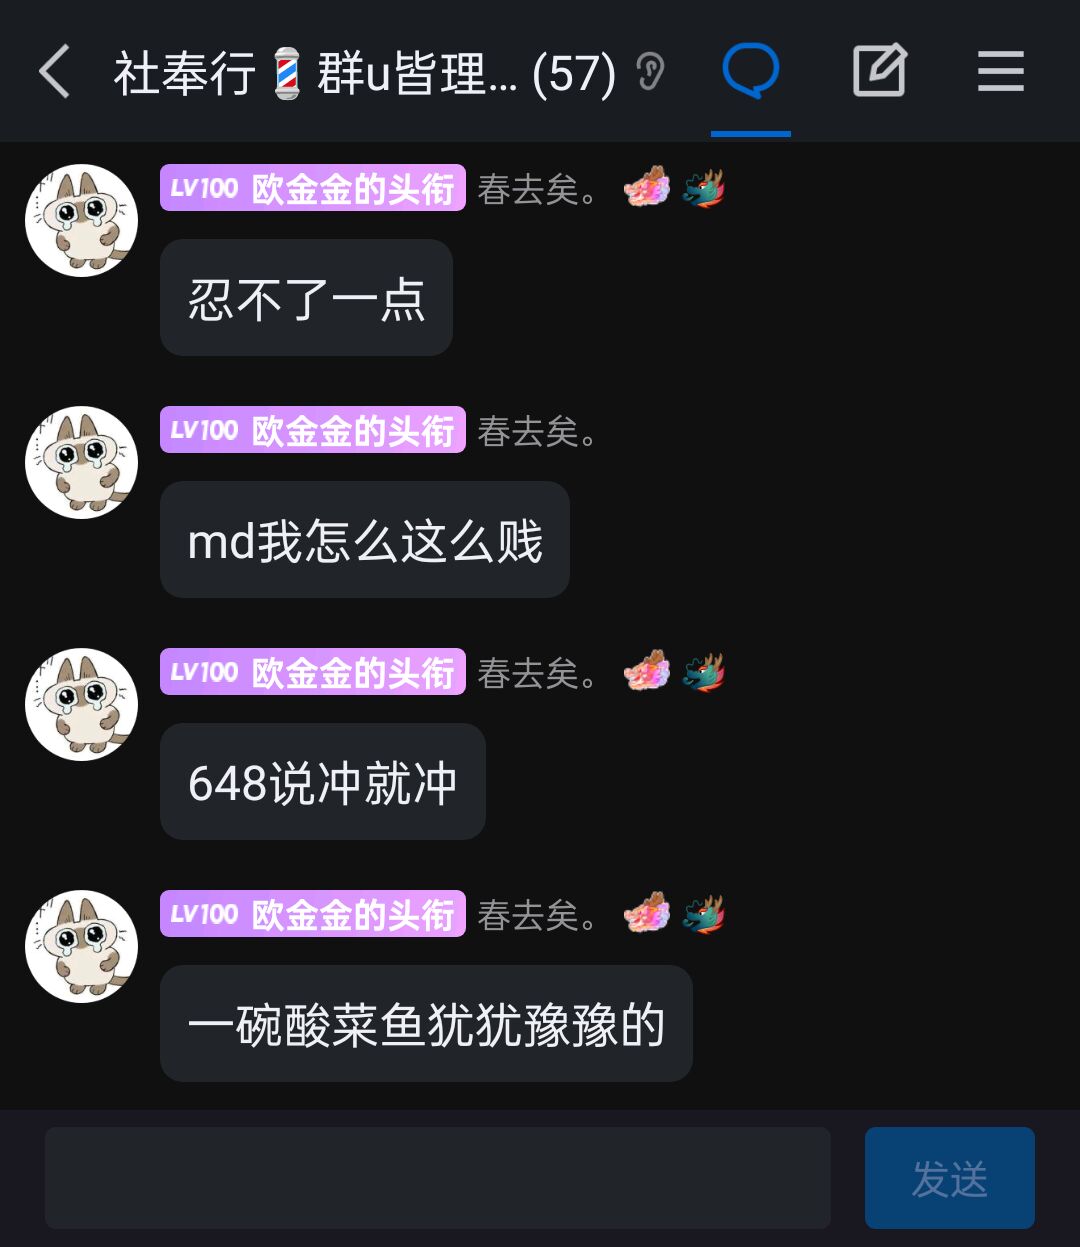 社奉行💈群u皆理... (57)
LV100 欧金金的头衔 春去矣。
忍不了一点
LV100 欧金金的头衔 春去矣。
md我怎么这么贱
LV100 欧金金的头衔 春去矣。
648说冲就冲
LV100 欧金金的头衔 春去矣。
一碗酸菜鱼犹犹豫豫的
发送